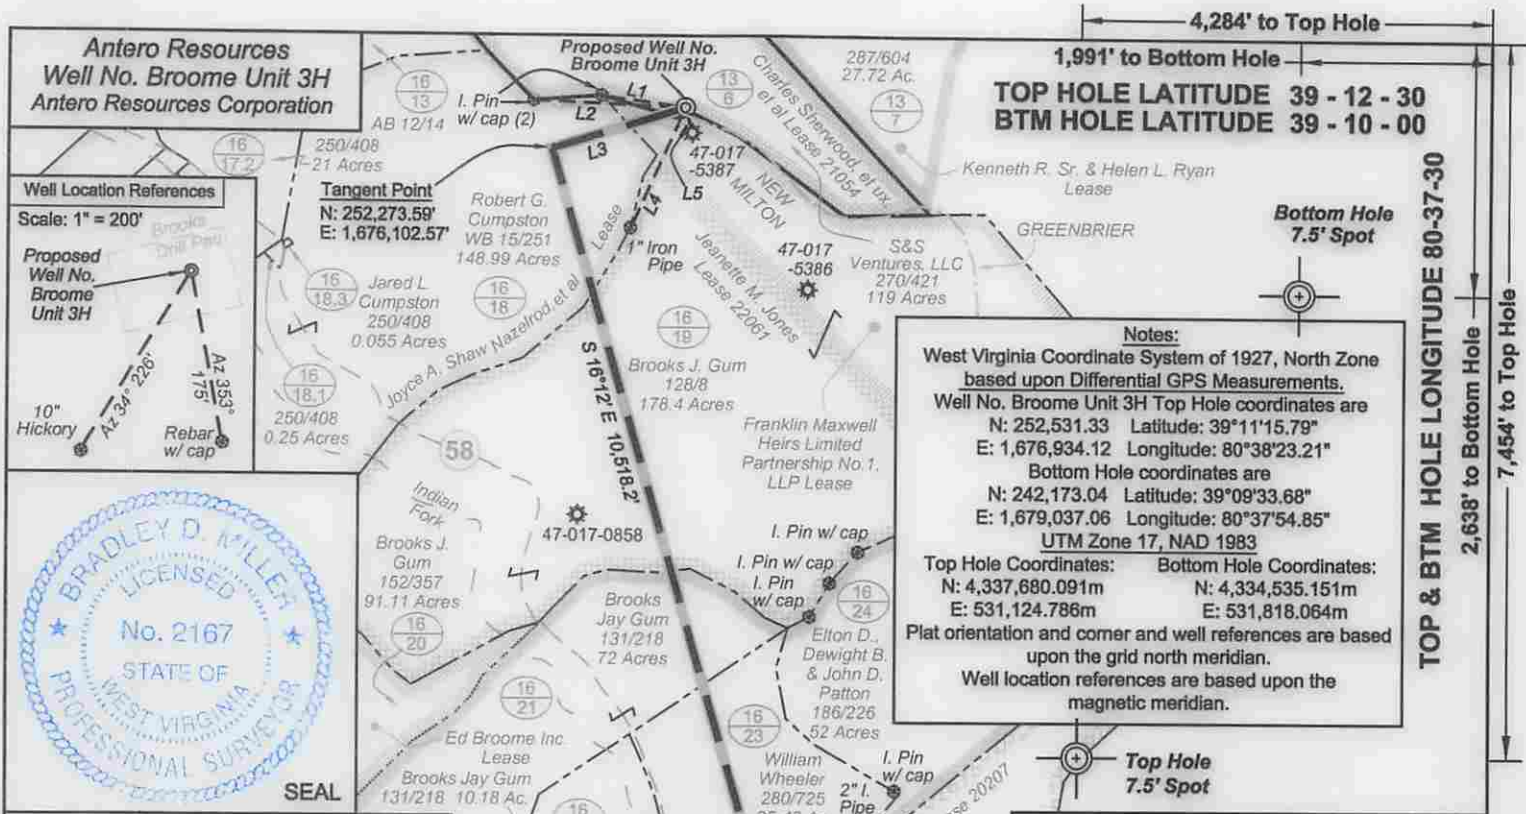 Antero Resources
Well No. Broome Unit 3H
Antero Resources Corporation
4,284' to Top Hole
1,991' to Bottom Hole
TOP HOLE LATITUDE 39 - 12 - 30
BTM HOLE LATITUDE 39 - 10 - 00
TOP & BTM HOLE LONGITUDE 80-37-30
2,638' to Bottom Hole
7,454' to Top Hole
Proposed Well No.
Broome Unit 3H
16
13
AB 12/14
I. Pin
w/ cap (2)
L1
L2
L3
L4
L5
13
6
Charles Sherwood
et al Lease 21054
et ux.
287/604
27.72 Ac.
13
7
Kenneth R. Sr. & Helen L. Ryan
Lease
16
17.2
250/408
21 Acres
Tangent Point
N: 252,273.59'
E: 1,676,102.57'
Robert G.
Cumpston
WB 15/251
148.99 Acres
16
18
47-017
-5387
NEW
MILTON
1" Iron
Pipe
Jeanette M. Jones
Lease 22061
47-017
-5386
S&S
Ventures, LLC
270/421
119 Acres
GREENBRIER
Bottom Hole
7.5' Spot
Well Location References
Scale: 1" = 200'
Brooks
Drill Pad
Proposed
Well No.
Broome
Unit 3H
Az 34° 226'
Az 353°
175'
10"
Hickory
Rebar
w/ cap
16
18.3
Jared L.
Cumpston
250/408
0.055 Acres
16
18.1
250/408
0.25 Acres
Joyce A. Shaw Nazelrod, et al
Lease
16
19
Brooks J. Gum
128/8
178.4 Acres
S 16°12' E 10,518.2'
Franklin Maxwell
Heirs Limited
Partnership No.1,
LLP Lease
58
Indian
Fork
47-017-0858
Brooks J.
Gum
152/357
91.11 Acres
16
20
Brooks
Jay Gum
131/218
72 Acres
16
21
Ed Broome Inc.
Lease
Brooks Jay Gum
131/218 10.18 Ac.
16
I. Pin w/ cap
I. Pin w/ cap
I. Pin
w/ cap
16
24
Elton D.,
Dewight B.
& John D.
Patton
186/226
52 Acres
16
23
William
Wheeler
280/725
I. Pin
w/ cap
2" I.
Pipe
20207
Notes:
West Virginia Coordinate System of 1927, North Zone
based upon Differential GPS Measurements.
Well No. Broome Unit 3H Top Hole coordinates are
N: 252,531.33 Latitude: 39°11'15.79"
E: 1,676,934.12 Longitude: 80°38'23.21"
Bottom Hole coordinates are
N: 242,173.04 Latitude: 39°09'33.68"
E: 1,679,037.06 Longitude: 80°37'54.85"
UTM Zone 17, NAD 1983
Top Hole Coordinates: Bottom Hole Coordinates:
N: 4,337,680.091m N: 4,334,535.151m
E: 531,124.786m E: 531,818.064m
Plat orientation and corner and well references are based
upon the grid north meridian.
Well location references are based upon the
magnetic meridian.
Top Hole
7.5' Spot
BRADLEY D. MILLER
LICENSED
No. 2167
STATE OF
WEST VIRGINIA
PROFESSIONAL SURVEYOR
SEAL